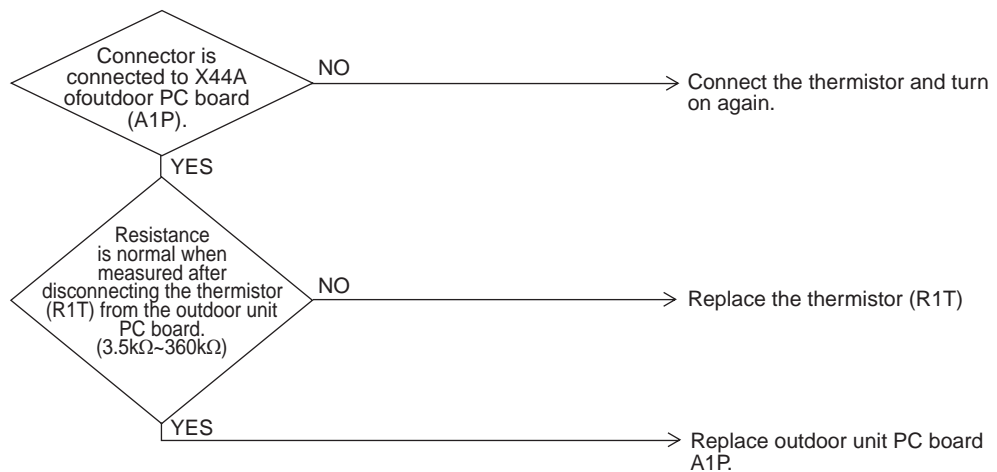 Connector is
connected to X44A
ofoutdoor PC board
(A1P).
NO
Connect the thermistor and turn
on again.
YES
Resistance
is normal when
measured after
disconnecting the thermistor
(R1T) from the outdoor unit
PC board.
(3.5kΩ~360kΩ)
NO
Replace the thermistor (R1T)
YES
Replace outdoor unit PC board
A1P.